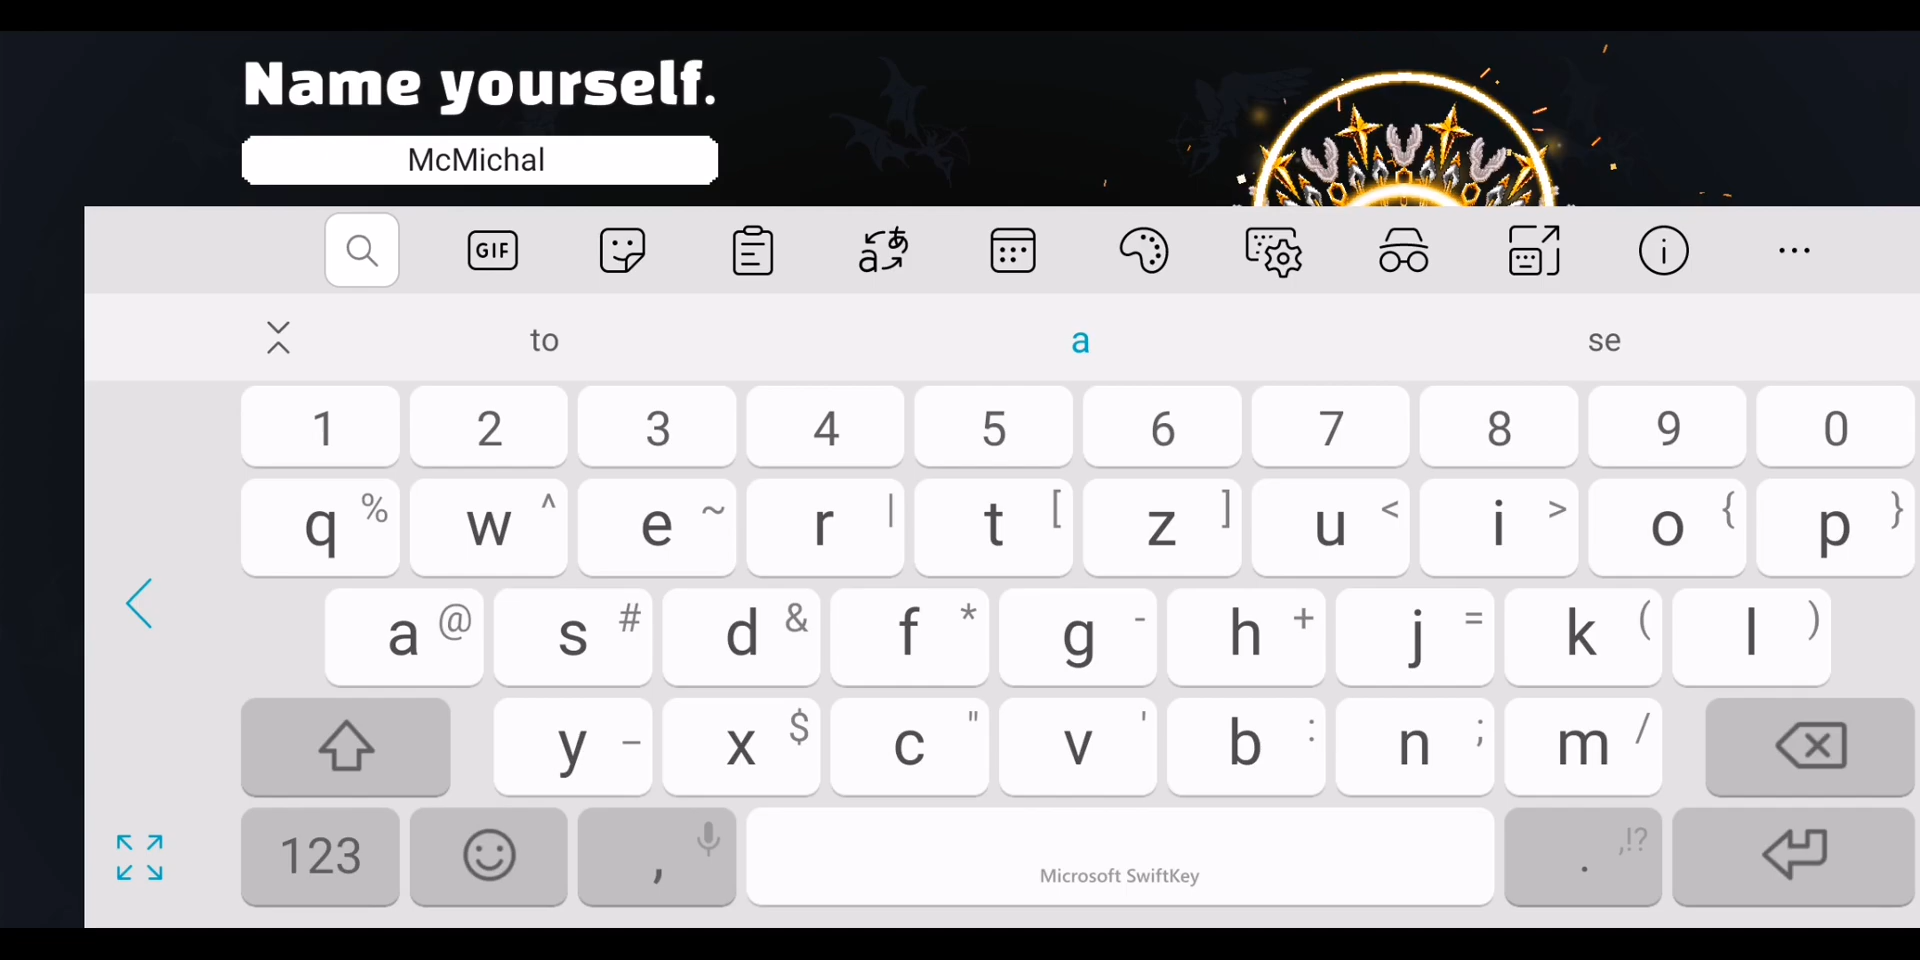 Name yourself.
McMichal
GIF
to a se
1 2 3 4 5 6 7 8 9 0
q % w ^ e ~ r | t [ z ] u < i > o { p }
a @ s # d & f * g - h + j = k ( l )
y _ x $ c " v ' b : n ; m /
123 , Microsoft SwiftKey . ,!?